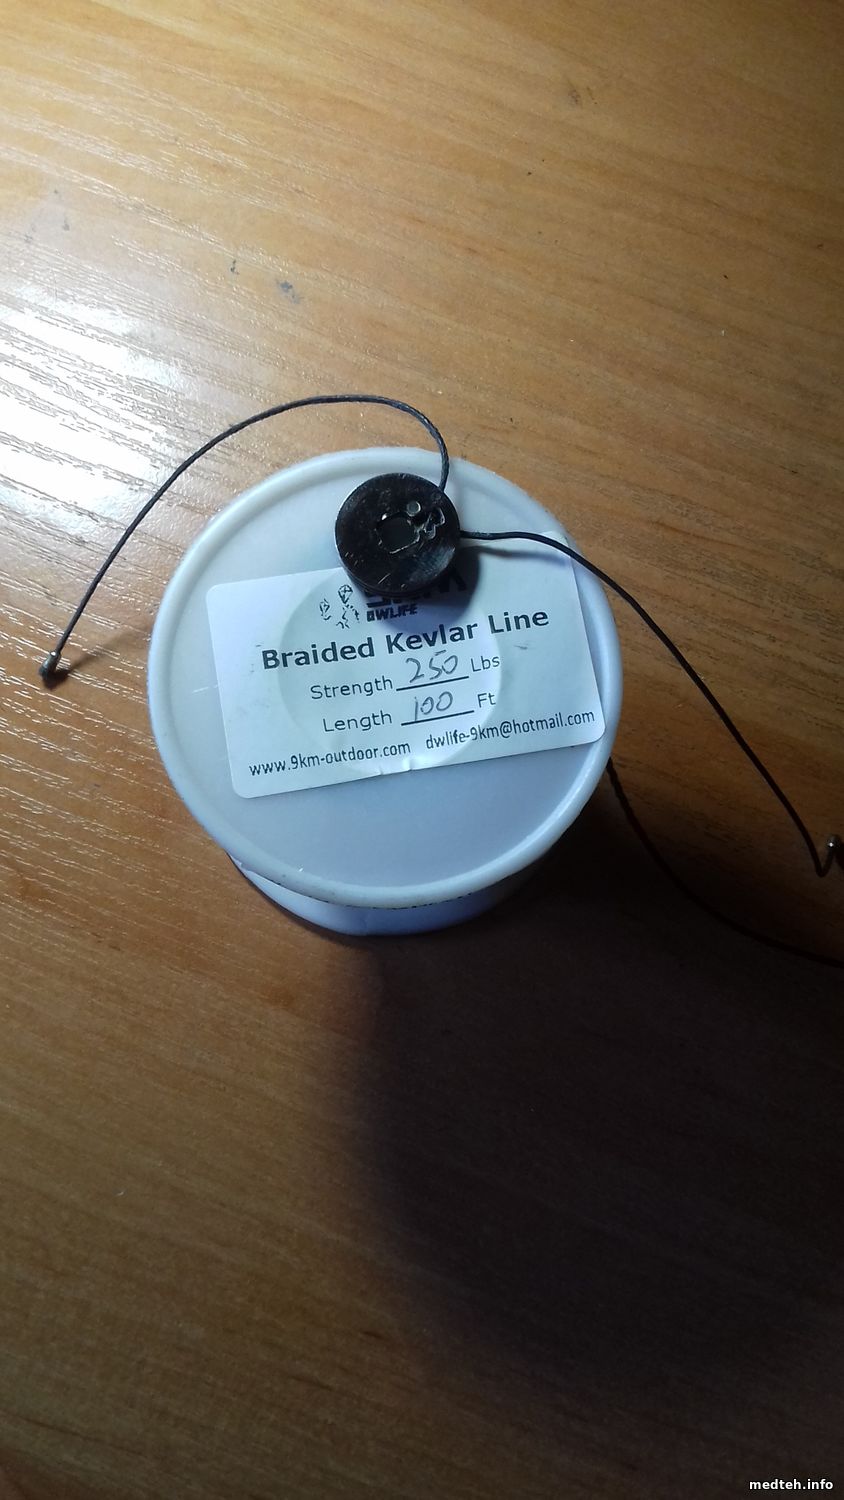 DWLIFE
Braided Kevlar Line
Strength 250 Lbs
Length 100 Ft
www.9km-outdoor.com dwlife-9km@hotmail.com
medteh.info